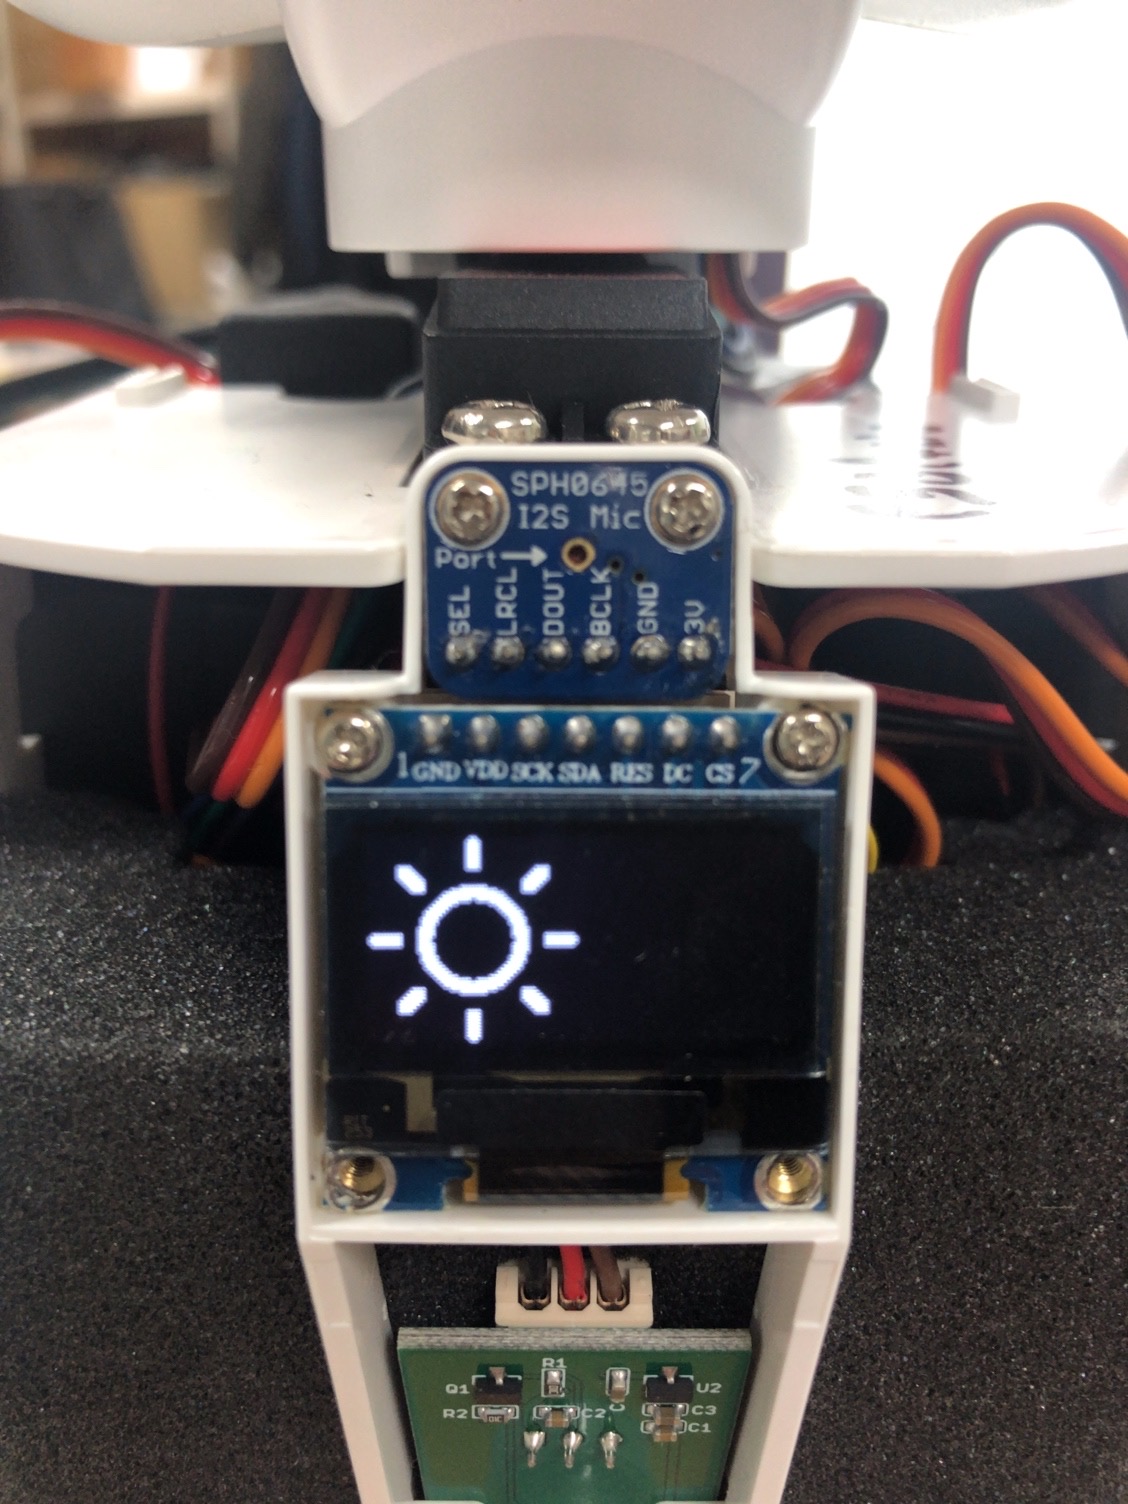 SPH0645
I2S Mic
Port
SEL LRCL DOUT BCLK GND 3V
1 GND VDD SCK SDA RES DC CS 7
R1
Q1 U2
R2 C2 C3
C1